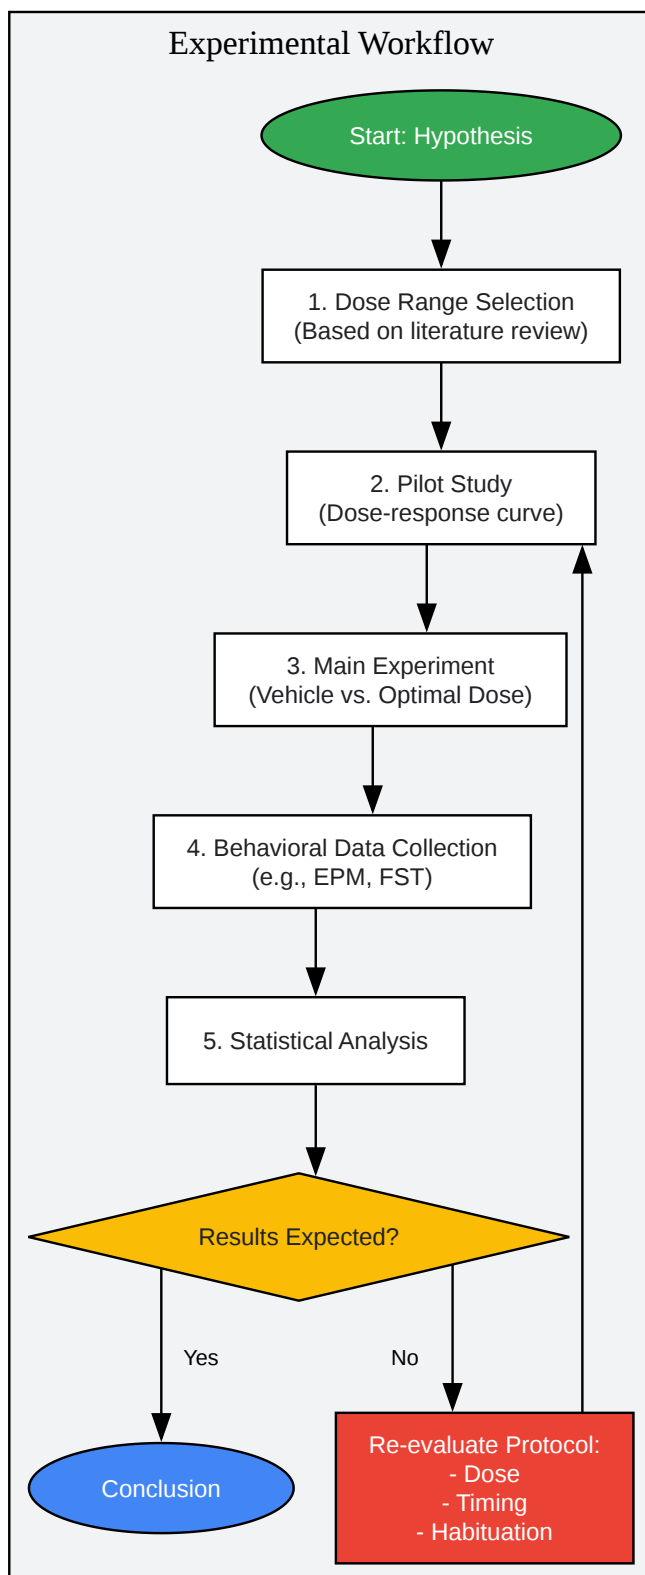 Experimental Workflow
Start: Hypothesis
1. Dose Range Selection
(Based on literature review)
2. Pilot Study
(Dose-response curve)
3. Main Experiment
(Vehicle vs. Optimal Dose)
4. Behavioral Data Collection
(e.g., EPM, FST)
5. Statistical Analysis
Results Expected?
Yes
No
Conclusion
Re-evaluate Protocol:
- Dose
- Timing
- Habituation